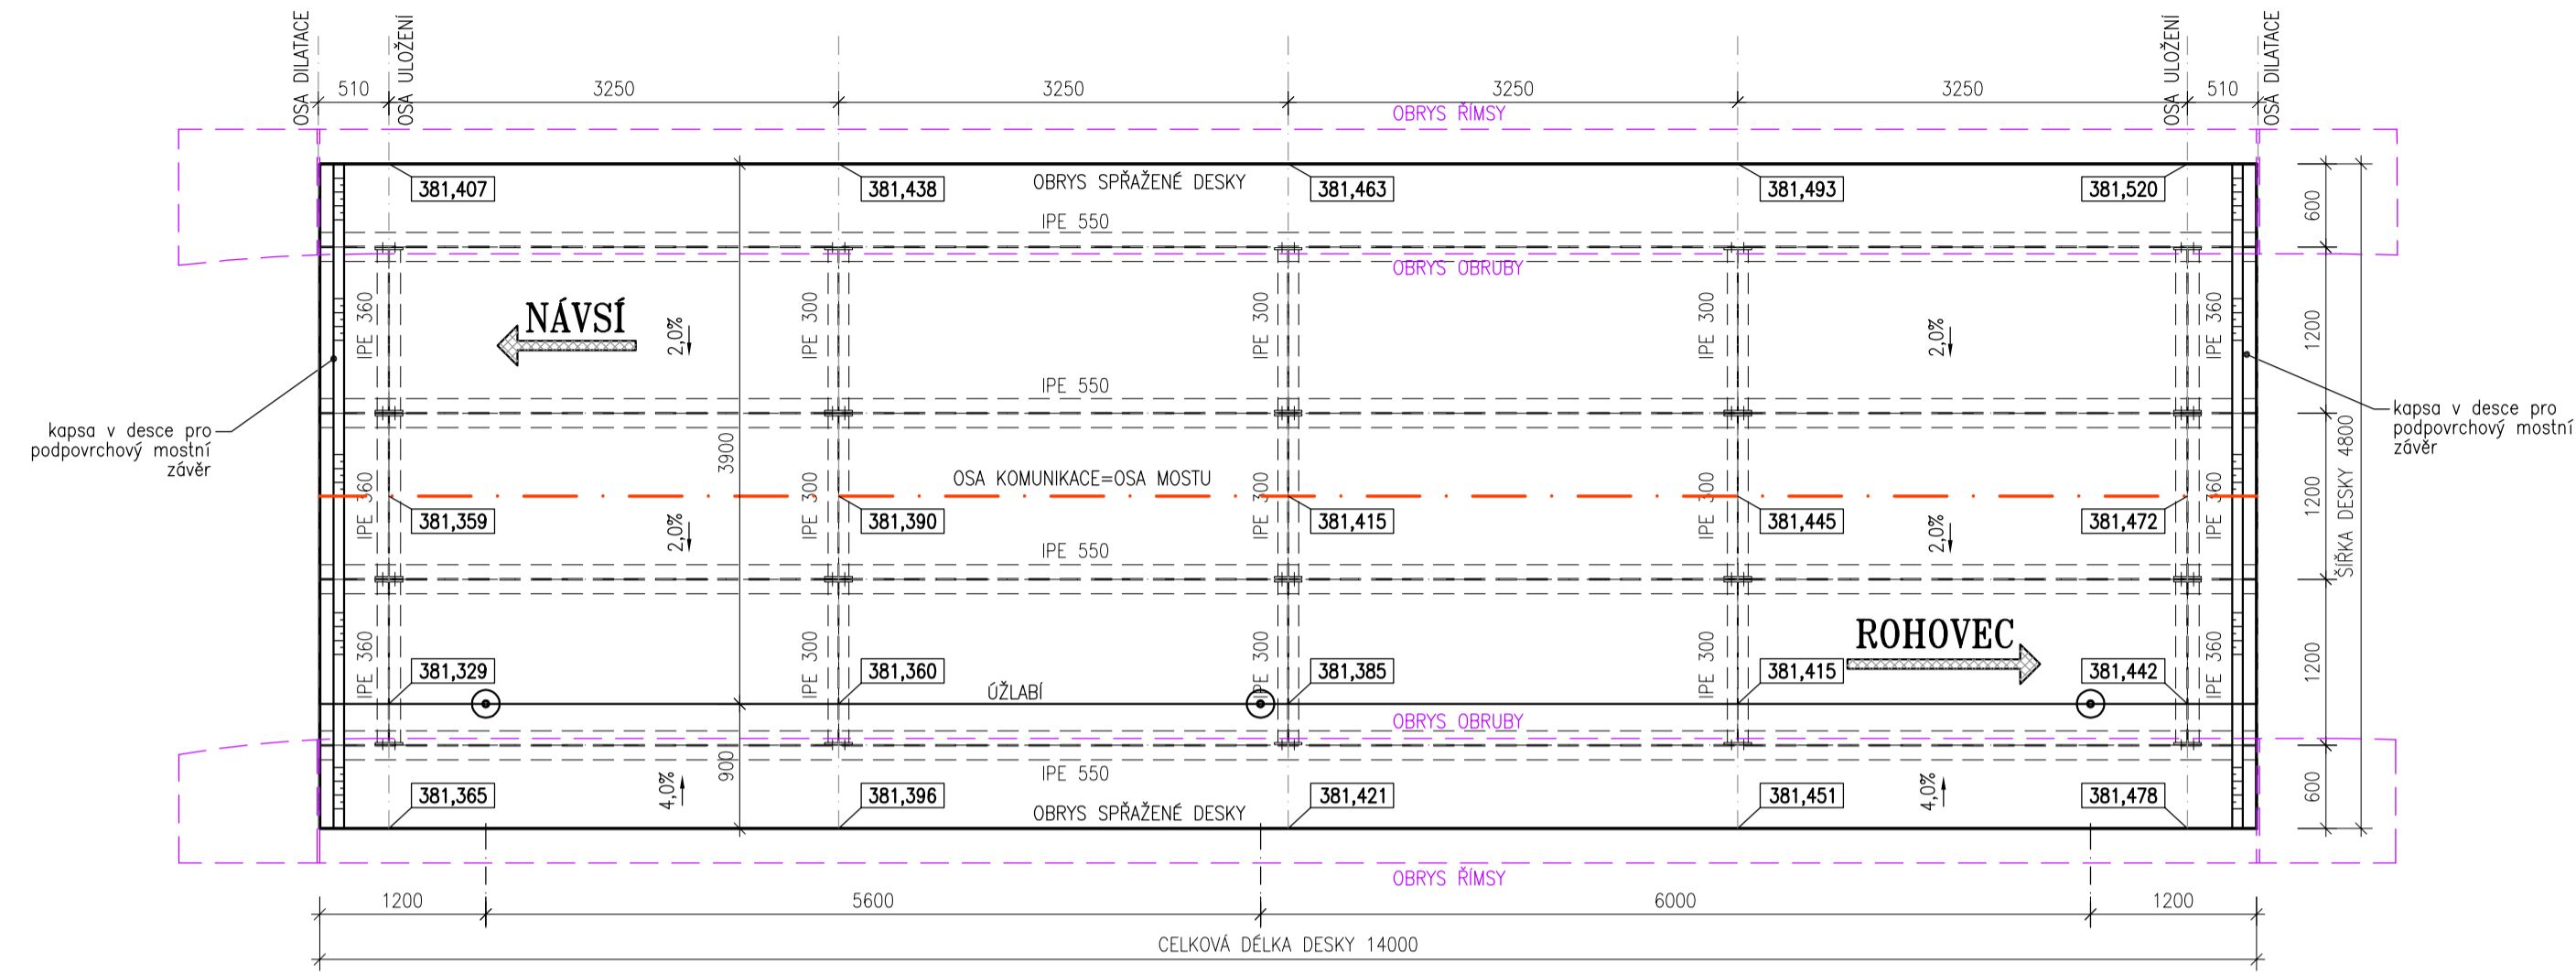 OSA DILATACE
OSA ULOŽENÍ
OSA ULOŽENÍ
OSA DILATACE
510
3250
3250
3250
3250
510
OBRYS ŘÍMSY
381,407
381,438
OBRYS SPŘAŽENÉ DESKY
381,463
381,493
381,520
600
IPE 550
OBRYS OBRUBY
NÁVSÍ
2,0%
2,0%
IPE 360
IPE 300
IPE 300
IPE 300
IPE 360
1200
IPE 550
kapsa v desce pro
podpovrchový mostní
závěr
kapsa v desce pro
podpovrchový mostní
závěr
3900
OSA KOMUNIKACE=OSA MOSTU
IPE 360
IPE 300
IPE 300
IPE 300
IPE 360
1200
ŠÍŘKA DESKY 4800
381,359
381,390
381,415
381,445
381,472
2,0%
2,0%
IPE 550
ROHOVEC
IPE 360
IPE 300
IPE 300
IPE 300
IPE 360
1200
381,329
381,360
381,385
381,415
381,442
ÚŽLABÍ
OBRYS OBRUBY
900
IPE 550
4,0%
4,0%
600
381,365
381,396
381,421
381,451
381,478
OBRYS SPŘAŽENÉ DESKY
OBRYS ŘÍMSY
1200
5600
6000
1200
CELKOVÁ DÉLKA DESKY 14000